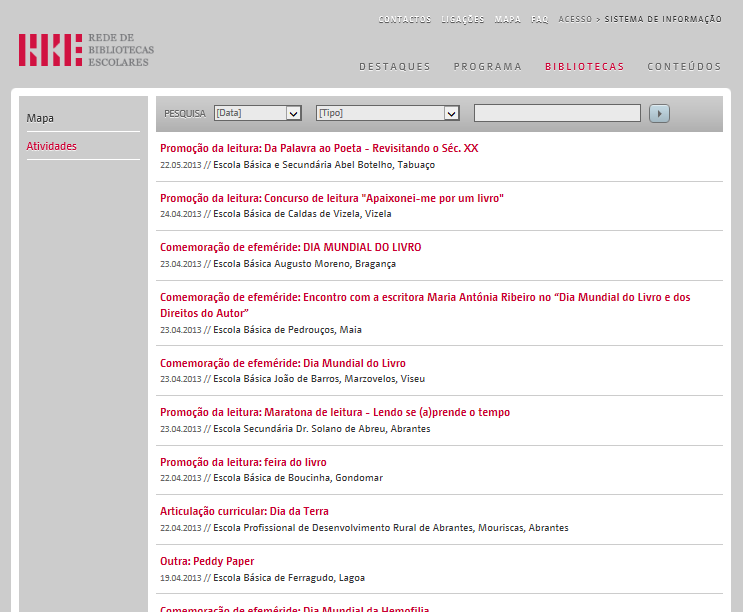 CONTACTOS LIGAÇÕES MAPA FAQ ACESSO > SISTEMA DE INFORMAÇÃO
REDE DE
BIBLIOTECAS
ESCOLARES
DESTAQUES PROGRAMA BIBLIOTECAS CONTEÚDOS
Mapa
Atividades
PESQUISA [Data] [Tipo]
Promoção da leitura: Da Palavra ao Poeta - Revisitando o Séc. XX
22.05.2013 // Escola Básica e Secundária Abel Botelho, Tabuaço
Promoção da leitura: Concurso de leitura "Apaixonei-me por um livro"
24.04.2013 // Escola Básica de Caldas de Vizela, Vizela
Comemoração de efeméride: DIA MUNDIAL DO LIVRO
23.04.2013 // Escola Básica Augusto Moreno, Bragança
Comemoração de efeméride: Encontro com a escritora Maria Antónia Ribeiro no “Dia Mundial do Livro e dos
Direitos do Autor”
23.04.2013 // Escola Básica de Pedrouços, Maia
Comemoração de efeméride: Dia Mundial do Livro
23.04.2013 // Escola Básica João de Barros, Marzovelos, Viseu
Promoção da leitura: Maratona de leitura - Lendo se (a)prende o tempo
23.04.2013 // Escola Secundária Dr. Solano de Abreu, Abrantes
Promoção da leitura: feira do livro
22.04.2013 // Escola Básica de Boucinha, Gondomar
Articulação curricular: Dia da Terra
22.04.2013 // Escola Profissional de Desenvolvimento Rural de Abrantes, Mouriscas, Abrantes
Outra: Peddy Paper
19.04.2013 // Escola Básica de Ferragudo, Lagoa
Comemoração de efeméride: Dia Mundial da Hemofilia